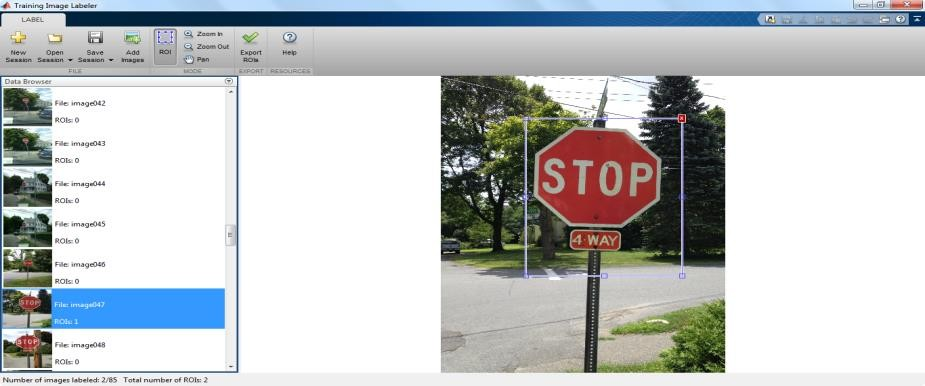 Training Image Labeler
LABEL
New Session
Open Session
Save Session
Add Images
ROI
Zoom In
Zoom Out
Pan
Export ROIs
Help
FILE
MODE
EXPORT
RESOURCES
Data Browser
File: image042
ROIs: 0
File: image043
ROIs: 0
File: image044
ROIs: 0
File: image045
ROIs: 0
File: image046
ROIs: 0
STOP
File: image047
ROIs: 1
STOP
File: image048
ROIs: 0
STOP
4-WAY
Number of images labeled: 2/85 Total number of ROIs: 2